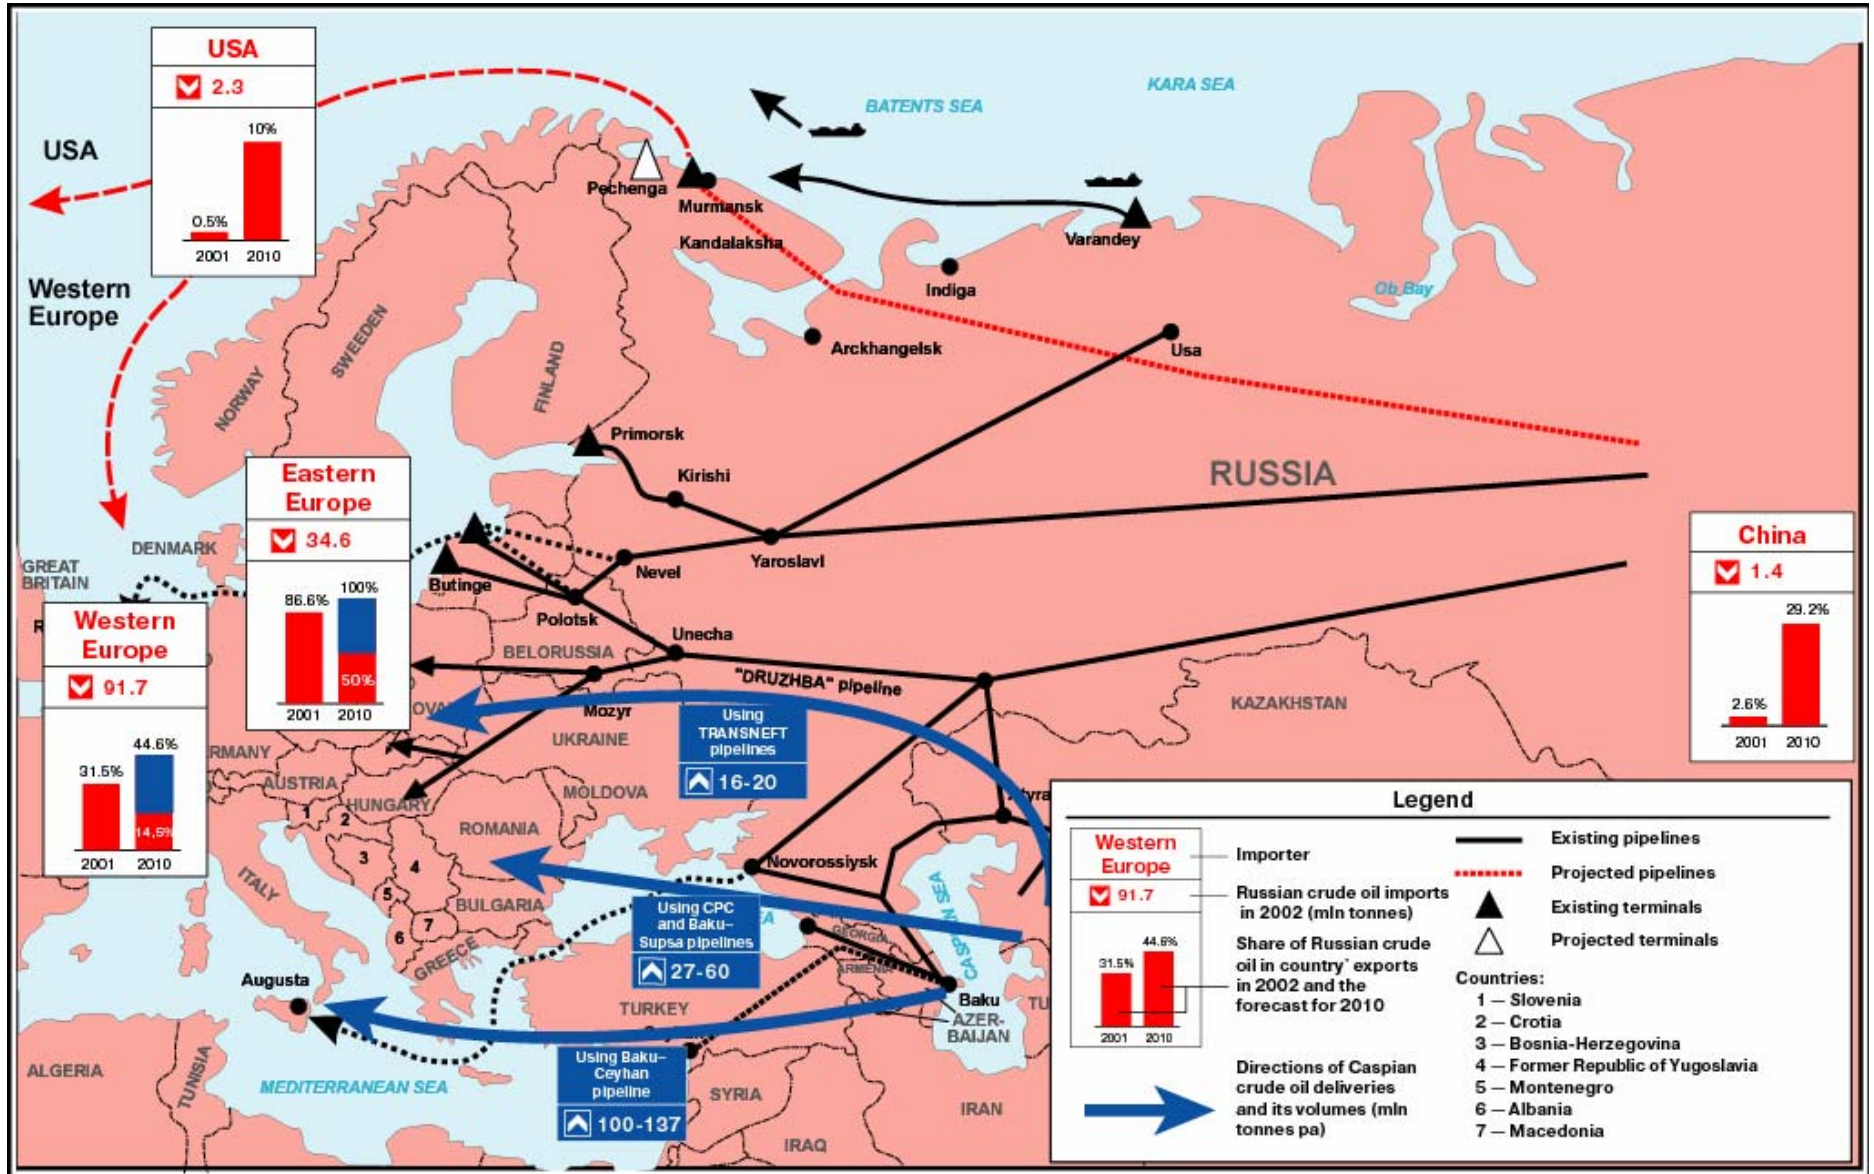 USA
2.3
10%
0.5%
2001 2010
USA
Western
Europe
BATENTS SEA
KARA SEA
Pechenga
Murmansk
Kandalaksha
Varandey
Indiga
Ob Bay
Arckhangelsk
Usa
NORWAY
SWEEDEN
FINLAND
Primorsk
Kirishi
RUSSIA
Yaroslavl
Nevel
Eastern
Europe
34.6
86.6%
100%
50%
2001 2010
DENMARK
GREAT
BRITAIN
Butinge
Polotsk
Unecha
BELORUSSIA
"DRUZHBA" pipeline
Mozyr
KAZAKHSTAN
China
1.4
29.2%
2.6%
2001 2010
Western
Europe
91.7
44.6%
31.5%
14,5%
2001 2010
RMANY
AUSTRIA
HUNGARY
UKRAINE
MOLDOVA
ROMANIA
Using
TRANSNEFT
pipelines
16-20
1
2
3
4
5
6
7
ITALY
BULGARIA
GREECE
Novorossiysk
Using CPC
and Baku–
Supsa pipelines
27-60
GEORGIA
ARMENIA
CASPIAN SEA
Baku
AZER-
BAIJAN
TURKEY
Augusta
Using Baku–
Ceyhan
pipeline
100-137
ALGERIA
TUNISIA
MEDITERRANEAN SEA
SYRIA
IRAQ
IRAN
Legend
Western
Europe
91.7
44.6%
31.5%
2001 2010
Importer
Russian crude oil imports
in 2002 (mln tonnes)
Share of Russian crude
oil in country' exports
in 2002 and the
forecast for 2010
Directions of Caspian
crude oil deliveries
and its volumes (mln
tonnes pa)
Existing pipelines
Projected pipelines
Existing terminals
Projected terminals
Countries:
1 — Slovenia
2 — Crotia
3 — Bosnia-Herzegovina
4 — Former Republic of Yugoslavia
5 — Montenegro
6 — Albania
7 — Macedonia